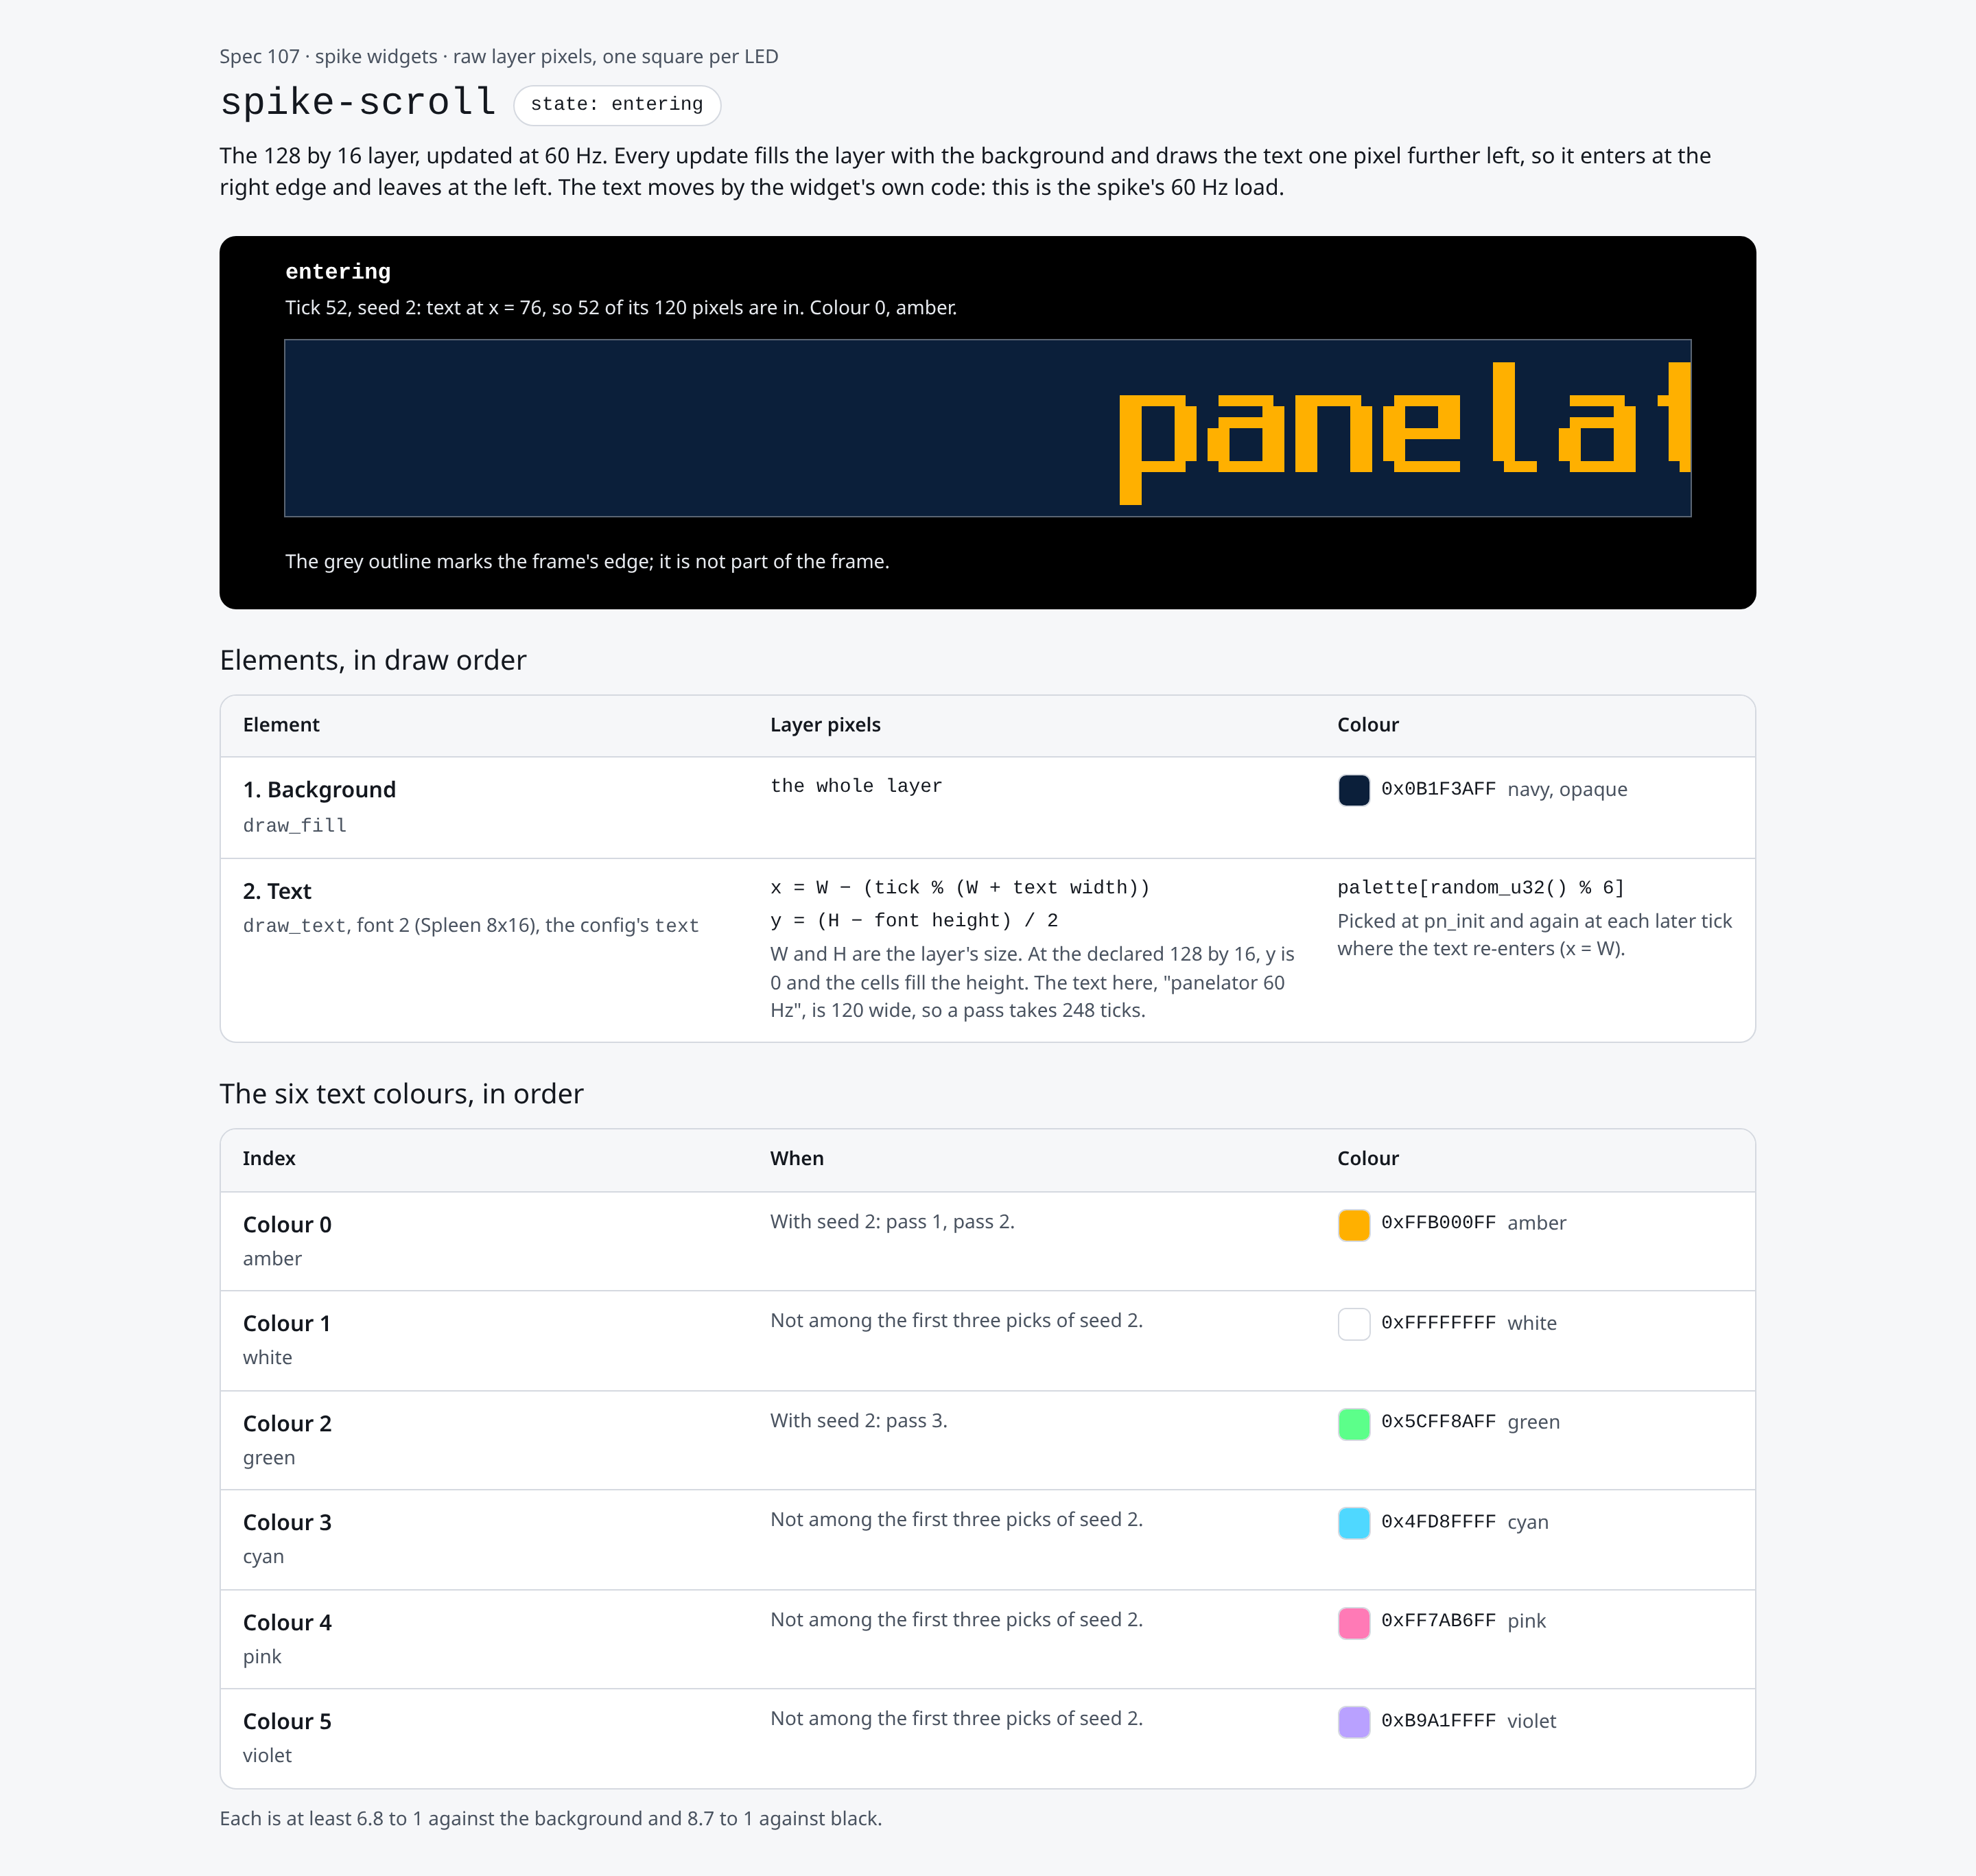 Spec 107 · spike widgets · raw layer pixels, one square per LED
spike-scroll
state: entering
The 128 by 16 layer, updated at 60 Hz. Every update fills the layer with the background and draws the text one pixel further left, so it enters at the
right edge and leaves at the left. The text moves by the widget's own code: this is the spike's 60 Hz load.
entering
Tick 52, seed 2: text at x = 76, so 52 of its 120 pixels are in. Colour 0, amber.
panelat
The grey outline marks the frame's edge; it is not part of the frame.
Elements, in draw order
Element
Layer pixels
Colour
1. Background
draw_fill
the whole layer
0x0B1F3AFF navy, opaque
2. Text
draw_text, font 2 (Spleen 8x16), the config's text
x = W − (tick % (W + text width))
y = (H − font height) / 2
W and H are the layer's size. At the declared 128 by 16, y is
0 and the cells fill the height. The text here, "panelator 60
Hz", is 120 wide, so a pass takes 248 ticks.
palette[random_u32() % 6]
Picked at pn_init and again at each later tick
where the text re-enters (x = W).
The six text colours, in order
Index
When
Colour
Colour 0
amber
With seed 2: pass 1, pass 2.
0xFFB000FF amber
Colour 1
white
Not among the first three picks of seed 2.
0xFFFFFFFF white
Colour 2
green
With seed 2: pass 3.
0x5CFF8AFF green
Colour 3
cyan
Not among the first three picks of seed 2.
0x4FD8FFFF cyan
Colour 4
pink
Not among the first three picks of seed 2.
0xFF7AB6FF pink
Colour 5
violet
Not among the first three picks of seed 2.
0xB9A1FFFF violet
Each is at least 6.8 to 1 against the background and 8.7 to 1 against black.